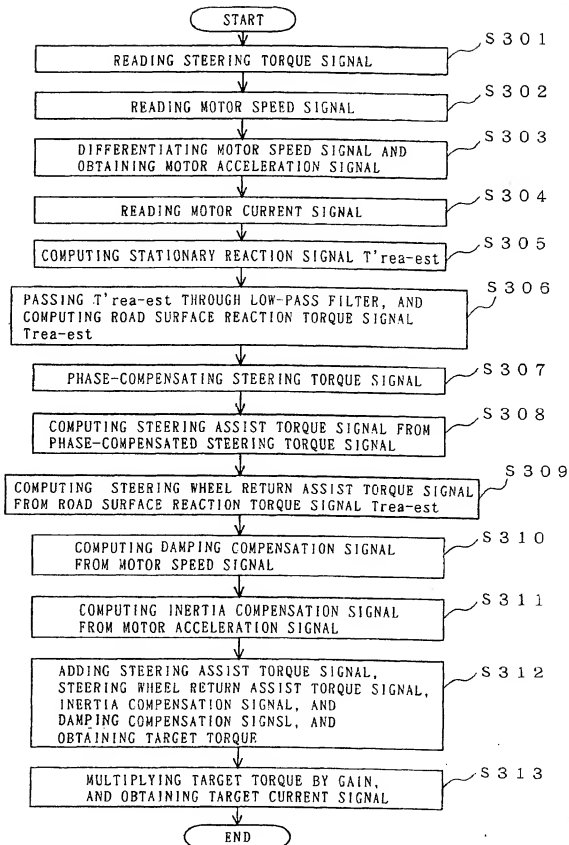 START
S301
READING STEERING TORQUE SIGNAL
S302
READING MOTOR SPEED SIGNAL
S303
DIFFERENTIATING MOTOR SPEED SIGNAL AND
OBTAINING MOTOR ACCELERATION SIGNAL
S304
READING MOTOR CURRENT SIGNAL
S305
COMPUTING STATIONARY REACTION SIGNAL T'rea-est
S306
PASSING T'rea-est THROUGH LOW-PASS FILTER, AND
COMPUTING ROAD SURFACE REACTION TORQUE SIGNAL
Trea-est
S307
PHASE-COMPENSATING STEERING TORQUE SIGNAL
S308
COMPUTING STEERING ASSIST TORQUE SIGNAL FROM
PHASE-COMPENSATED STEERING TORQUE SIGNAL
S309
COMPUTING STEERING WHEEL RETURN ASSIST TORQUE SIGNAL
FROM ROAD SURFACE REACTION TORQUE SIGNAL Trea-est
S310
COMPUTING DAMPING COMPENSATION SIGNAL
FROM MOTOR SPEED SIGNAL
S311
COMPUTING INERTIA COMPENSATION SIGNAL
FROM MOTOR ACCELERATION SIGNAL
S312
ADDING STEERING ASSIST TORQUE SIGNAL,
STEERING WHEEL RETURN ASSIST TORQUE SIGNAL,
INERTIA COMPENSATION SIGNAL, AND
DAMPING COMPENSATION SIGNSL, AND
OBTAINING TARGET TORQUE
S313
MULTIPLYING TARGET TORQUE BY GAIN,
AND OBTAINING TARGET CURRENT SIGNAL
END